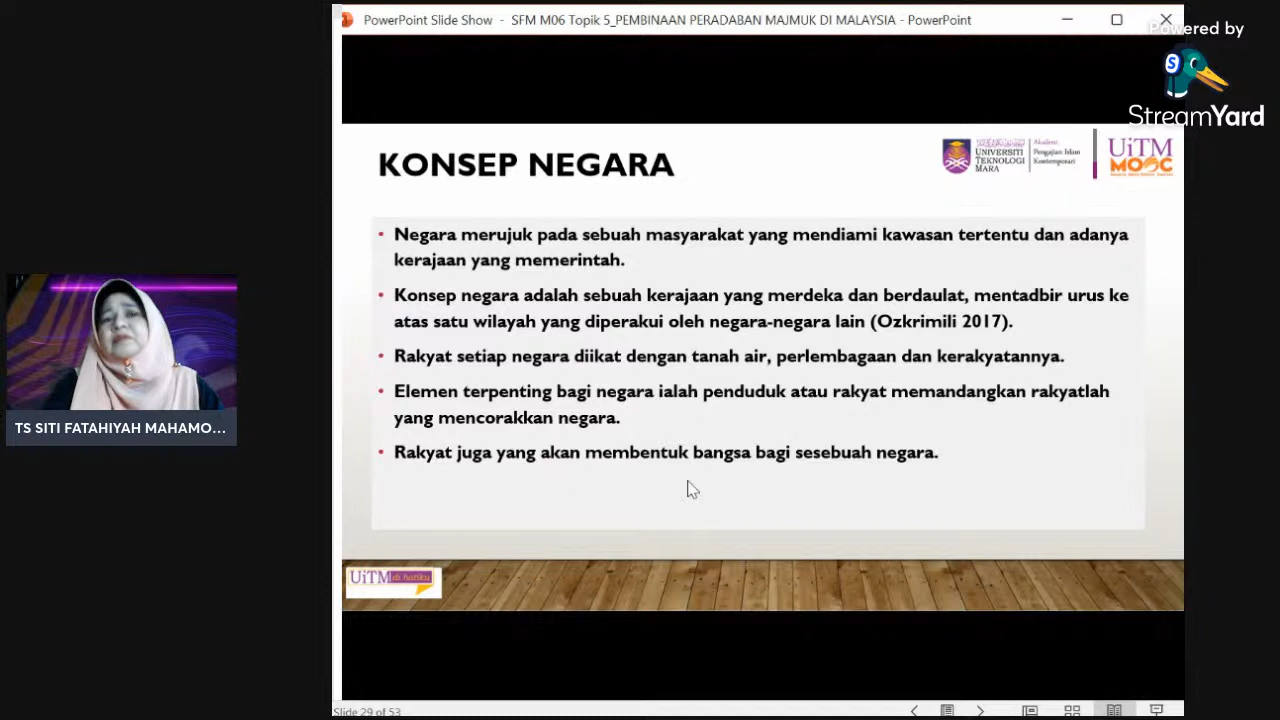 PowerPoint Slide Show - SFM M06 Topik 5_PEMBINAAN PERADABAN MAJMUK DI MALAYSIA - PowerPoint
Powered by
S
StreamYard
KONSEP NEGARA
UNIVERSITI
TEKNOLOGI
MARA
Akademi
Pengajian Islam
Kontemporari
UiTM
MOOC
• Negara merujuk pada sebuah masyarakat yang mendiami kawasan tertentu dan adanya
kerajaan yang memerintah.
• Konsep negara adalah sebuah kerajaan yang merdeka dan berdaulat, mentadbir urus ke
atas satu wilayah yang diperakui oleh negara-negara lain (Ozkrimili 2017).
• Rakyat setiap negara diikat dengan tanah air, perlembagaan dan kerakyatannya.
• Elemen terpenting bagi negara ialah penduduk atau rakyat memandangkan rakyatlah
yang mencorakkan negara.
• Rakyat juga yang akan membentuk bangsa bagi sesebuah negara.
TS SITI FATAHIYAH MAHAMO...
UiTM di hatiku
Slide 29 of 53